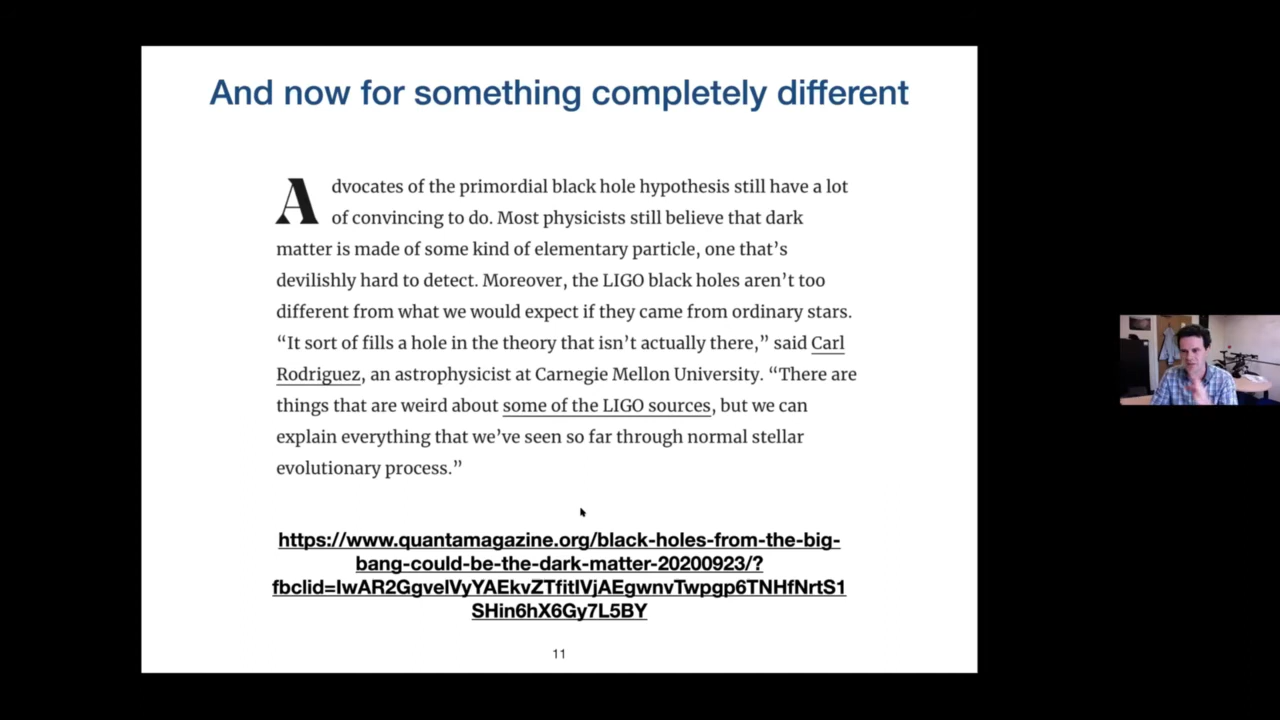 And now for something completely different
Advocates of the primordial black hole hypothesis still have a lot
of convincing to do. Most physicists still believe that dark
matter is made of some kind of elementary particle, one that’s
devilishly hard to detect. Moreover, the LIGO black holes aren’t too
different from what we would expect if they came from ordinary stars.
“It sort of fills a hole in the theory that isn’t actually there,” said Carl
Rodriguez, an astrophysicist at Carnegie Mellon University. “There are
things that are weird about some of the LIGO sources, but we can
explain everything that we’ve seen so far through normal stellar
evolutionary process.”
https://www.quantamagazine.org/black-holes-from-the-big-
bang-could-be-the-dark-matter-20200923/?
fbclid=IwAR2GgvelVyYAEkvZTfitIVjAEgwnvTwpgp6TNHfNrtS1
SHin6hX6Gy7L5BY
11